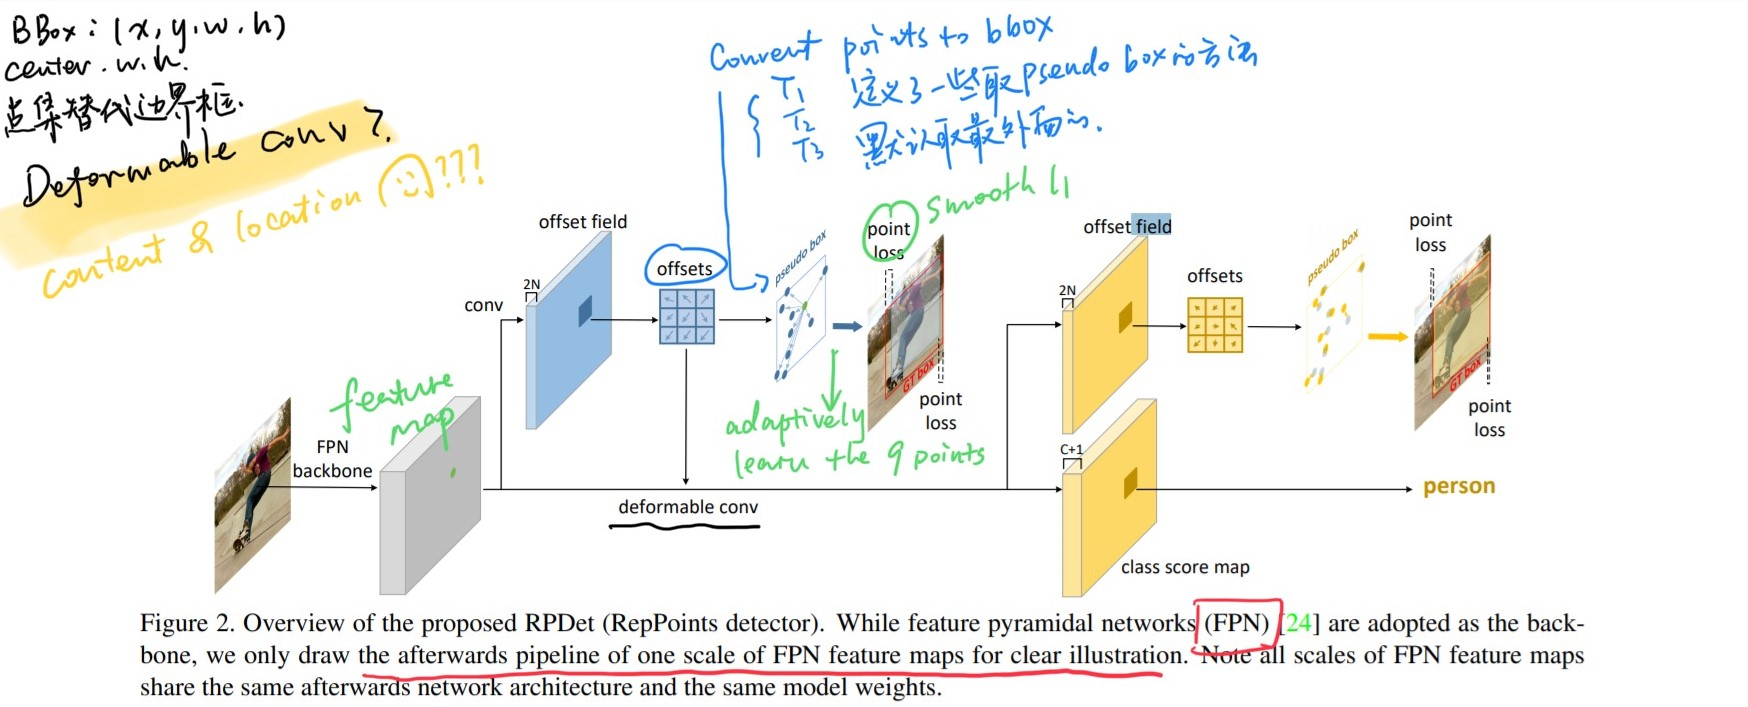 BBox: (x, y, w, h)
center. w. h.
点集替代边界框.
Deformable conv?
content & location ???
Convert points to bbox
T1 定义了一些取pseudo box的方法
T2
T3 默认取最外面的.
smooth l1
offset field
2N
conv
offsets
pseudo box
point
loss
GT box
point
loss
adaptively
learn the 9 points
feature
map
FPN
backbone
deformable conv
offset field
2N
offsets
pseudo box
point
loss
GT box
point
loss
C+1
person
class score map
Figure 2. Overview of the proposed RPDet (RepPoints detector). While feature pyramidal networks (FPN) [24] are adopted as the back-
bone, we only draw the afterwards pipeline of one scale of FPN feature maps for clear illustration. Note all scales of FPN feature maps
share the same afterwards network architecture and the same model weights.